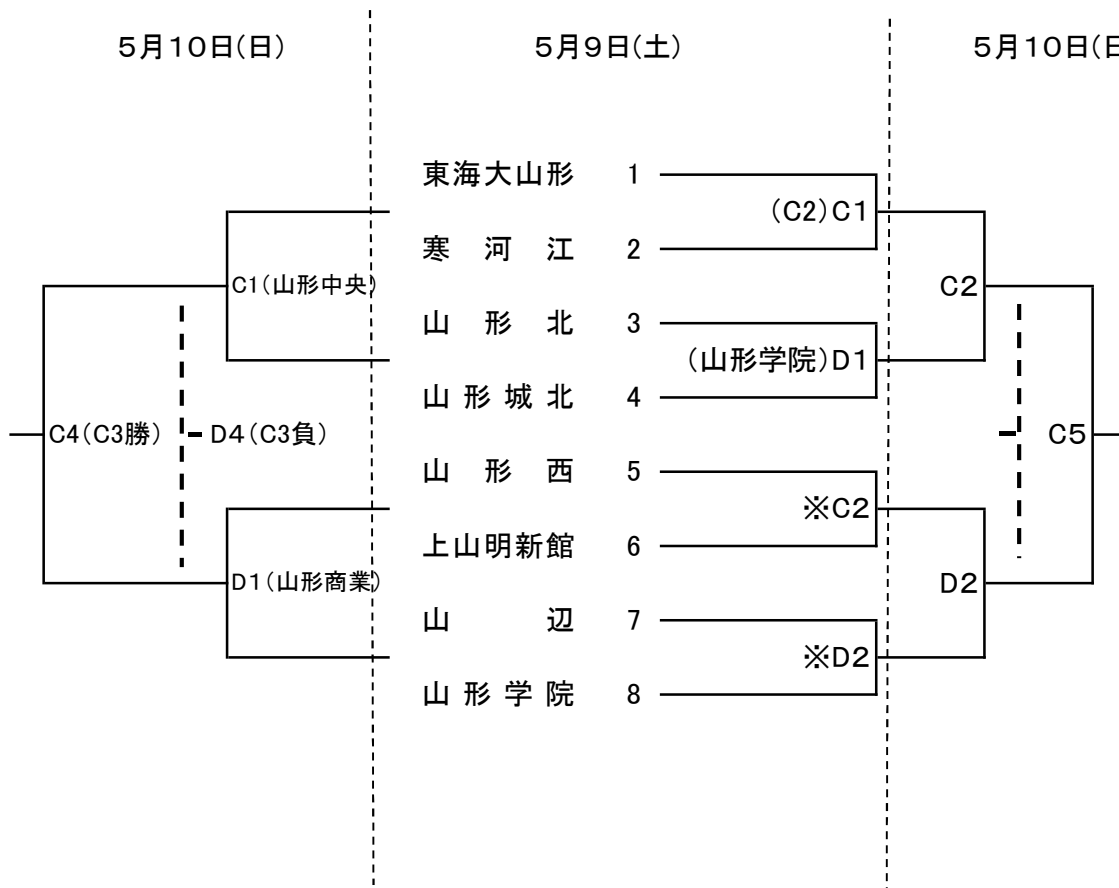 5月10日(日) 5月9日(土) 5月10日(日
東海大山形 1
(C2)C1
寒河江 2
C1(山形中央) C2
山形北 3
(山形学院)D1
山形城北 4
C4(C3勝) D4(C3負) C5
山形西 5
※C2
上山明新館 6
D1(山形商業) D2
山辺 7
※D2
山形学院 8